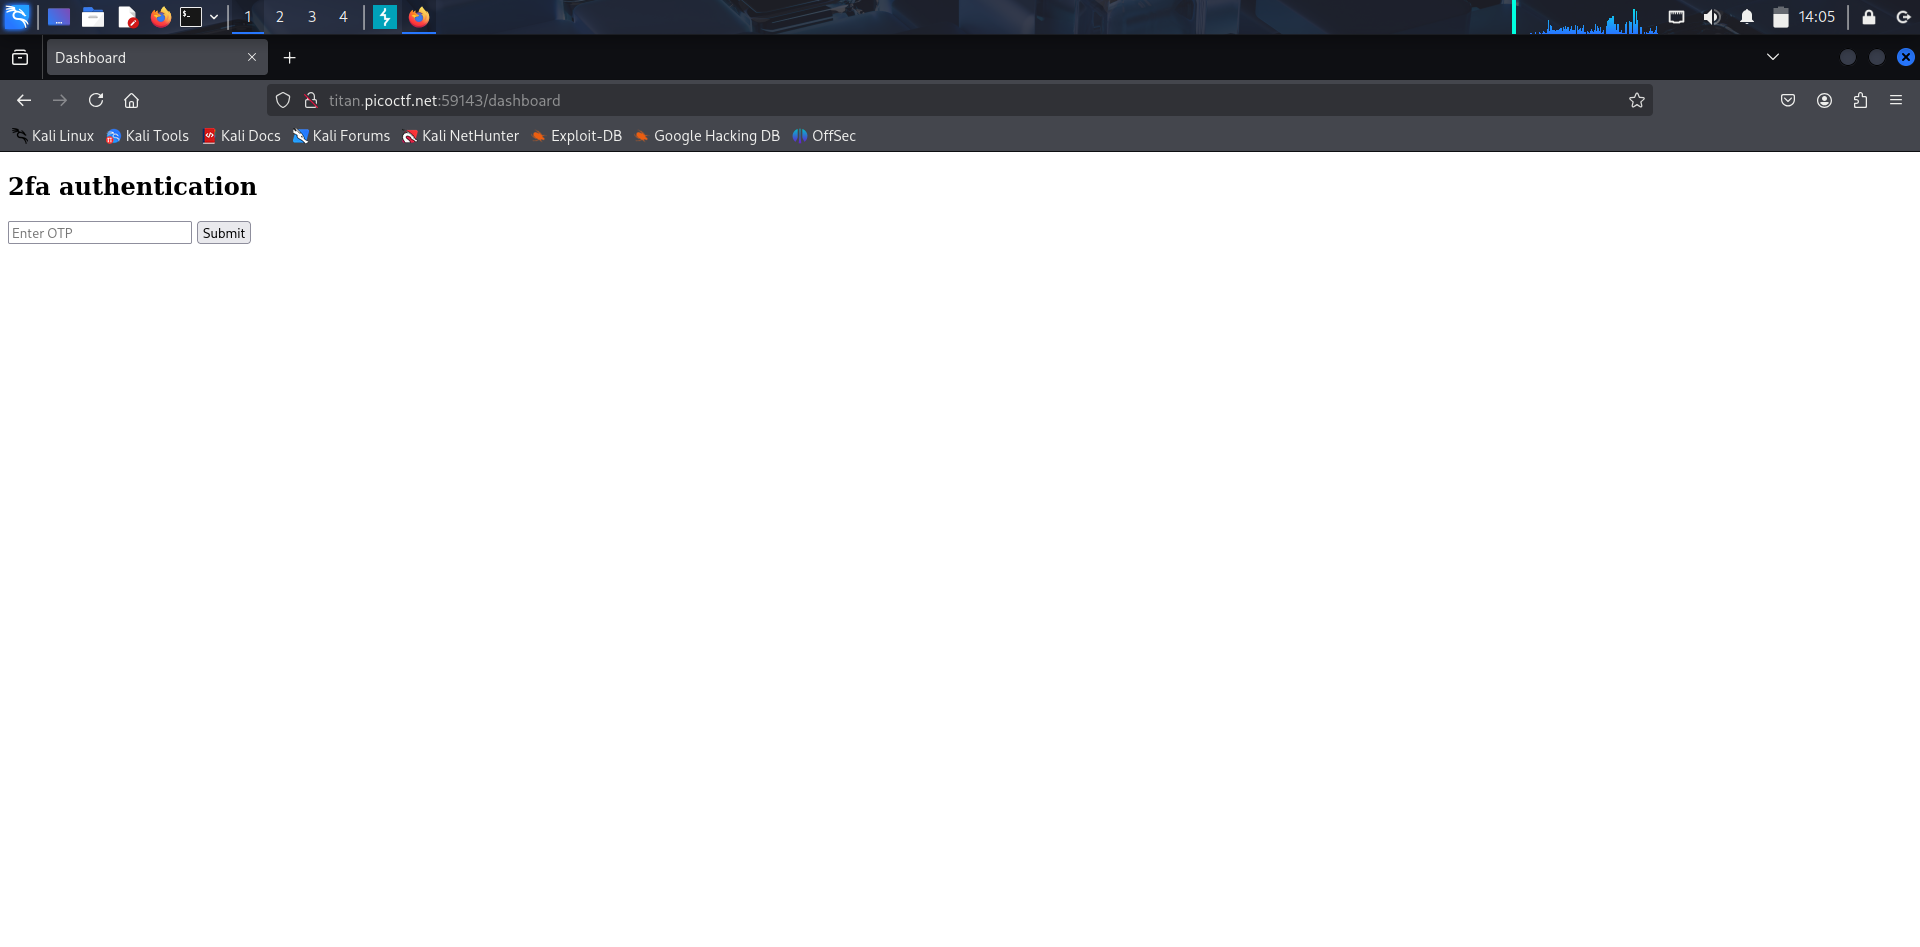 1 2 3 4 14:05
Dashboard
titan.picoctf.net:59143/dashboard
Kali Linux Kali Tools Kali Docs Kali Forums Kali NetHunter Exploit-DB Google Hacking DB OffSec
2fa authentication
Enter OTP Submit